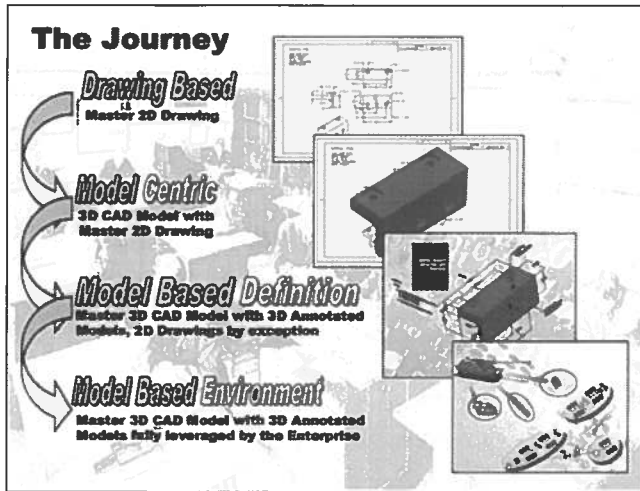 The Journey
Drawing Based
Master 2D Drawing
Model Centric
3D CAD Model with
Master 2D Drawing
Model Based Definition
Master 3D CAD Model with 3D Annotated
Models, 2D Drawings by exception
Model Based Environment
Master 3D CAD Model with 3D Annotated
Models fully leveraged by the Enterprise